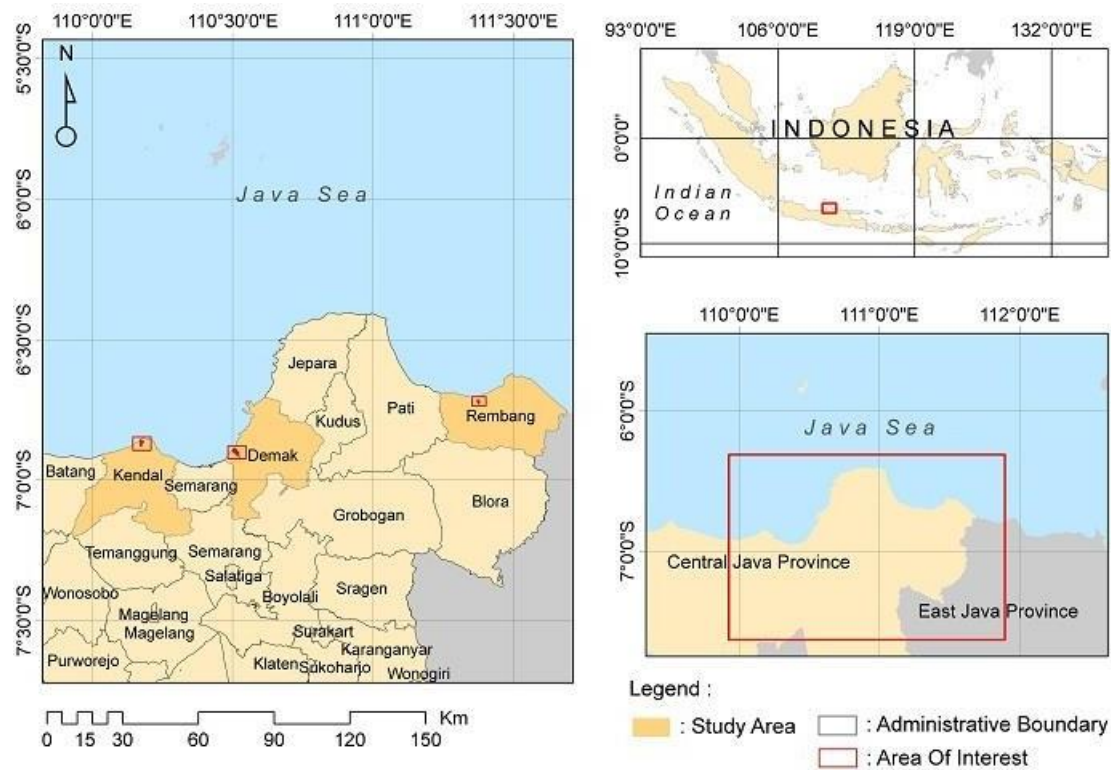 110°0'0"E 110°30'0"E 111°0'0"E 111°30'0"E
5°30'0"S
6°0'0"S
6°30'0"S
7°0'0"S
7°30'0"S
N
Java Sea
Jepara
Kudus
Pati
Rembang
Demak
Batang
Kendal
Semarang
Blora
Grobogan
Temanggung
Semarang
Salatiga
Wonosobo
Boyolali
Sragen
Magelang
Magelang
Surakart
Karanganyar
Purworejo
Klaten
Sukoharjo
Wonogiri
Km
0 15 30 60 90 120 150
93°0'0"E 106°0'0"E 119°0'0"E 132°0'0"E
0°0'0"
10°0'0"S
INDONESIA
Indian
Ocean
110°0'0"E 111°0'0"E 112°0'0"E
6°0'0"S
7°0'0"S
Java Sea
Central Java Province
East Java Province
Legend :
: Study Area
: Administrative Boundary
: Area Of Interest